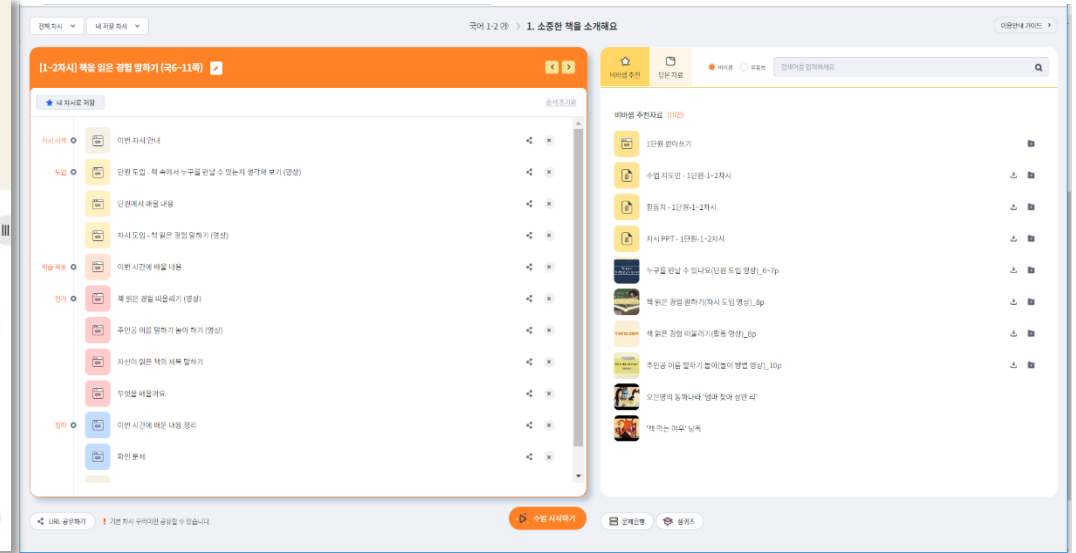 전체 차시
내 저장 차시
국어 1-2 ㉮ > 1. 소중한 책을 소개해요
이용안내 가이드 >
[1~2차시] 책을 읽은 경험 말하기 (국6~11쪽)
내 차시로 저장
순서 초기화
차시 시작
이번 차시 안내
도입
단원 도입 - 책 속에서 누구를 만날 수 있는지 생각해 보기 (영상)
단원에서 배울 내용
차시 도입 - 책 읽은 경험 말하기 (영상)
학습 목표
이번 시간에 배울 내용
전개
책 읽은 경험 떠올리기 (영상)
주인공 이름 말하기 놀이 하기 (영상)
자신이 읽은 책의 제목 말하기
무엇을 배울까요
정리
이번 시간에 배운 내용 정리
확인 문제
URL 공유하기
! 기본 차시 꾸러미만 공유할 수 있습니다.
수업 시작하기
비바샘 추천
담은 자료
비바샘
유튜브
검색어를 입력하세요
비바샘 추천자료 (10건)
1단원 받아쓰기
수업 지도안 - 1단원-1~2차시
활동지 - 1단원-1~2차시
차시 PPT - 1단원-1~2차시
누구를 만날 수 있나요(단원 도입 영상)_6~7p
책 읽은 경험 말하기(차시 도입 영상)_8p
책 읽은 경험 떠올리기(활동 영상)_8p
주인공 이름 말하기 놀이(놀이 방법 영상)_10p
오은영의 동화나라 '엄마 찾아 삼만 리'
'책 먹는 여우' 낭독
문제은행
샘퀴즈